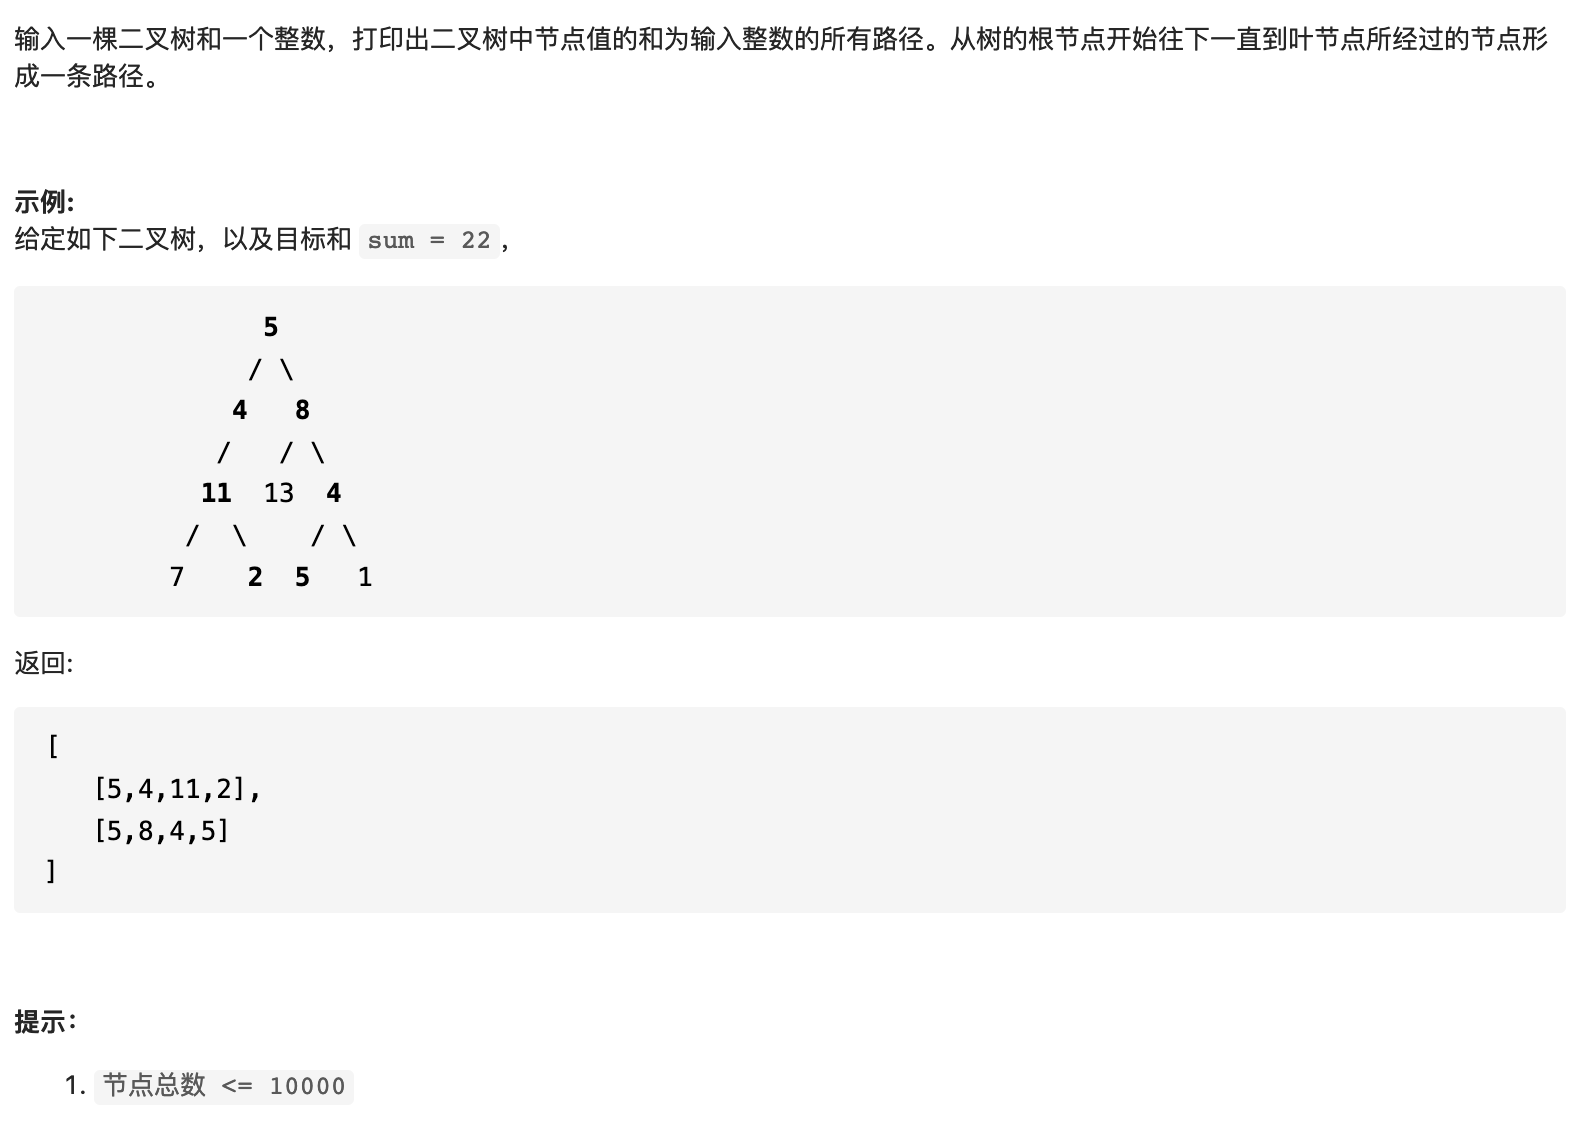 输入一棵二叉树和一个整数，打印出二叉树中节点值的和为输入整数的所有路径。从树的根节点开始往下一直到叶节点所经过的节点形
成一条路径。
示例:
给定如下二叉树，以及目标和 sum = 22，
5
/ \
4 8
/ / \
11 13 4
/ \ / \
7 2 5 1
返回:
[
[5,4,11,2],
[5,8,4,5]
]
提示：
1. 节点总数 <= 10000